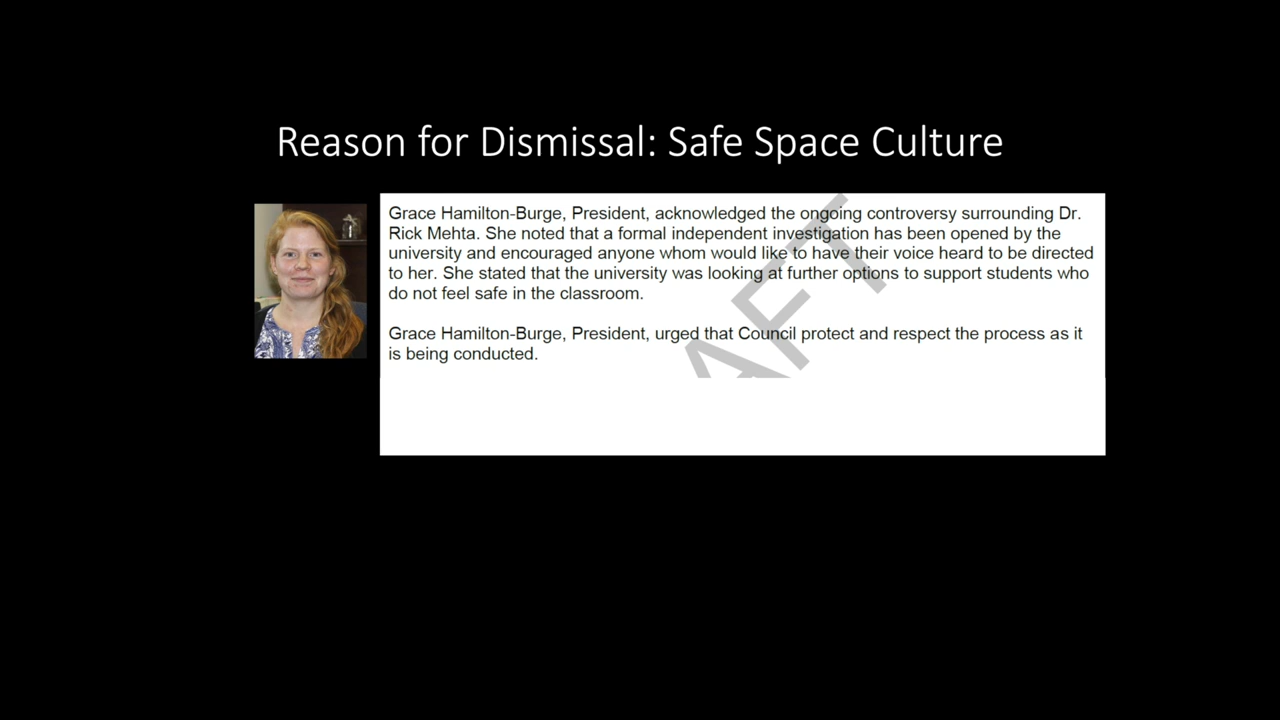 Reason for Dismissal: Safe Space Culture
Grace Hamilton-Burge, President, acknowledged the ongoing controversy surrounding Dr.
Rick Mehta. She noted that a formal independent investigation has been opened by the
university and encouraged anyone whom would like to have their voice heard to be directed
to her. She stated that the university was looking at further options to support students who
do not feel safe in the classroom.
Grace Hamilton-Burge, President, urged that Council protect and respect the process as it
is being conducted.
AFT